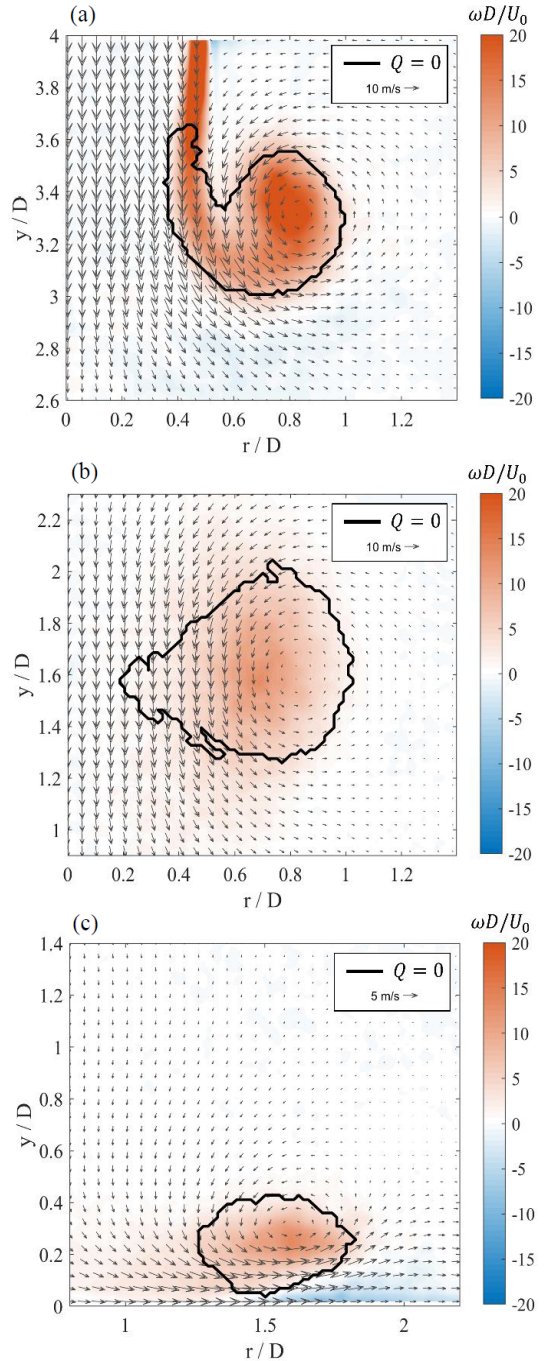 (a)
ωD/U₀
Q = 0
10 m/s
4
3.8
3.6
3.4
3.2
3
2.8
2.6
y / D
0 0.2 0.4 0.6 0.8 1 1.2
r / D
20
15
10
5
0
-5
-10
-15
-20
(b)
ωD/U₀
Q = 0
10 m/s
2.2
2
1.8
1.6
1.4
1.2
1
y / D
0 0.2 0.4 0.6 0.8 1 1.2
r / D
20
15
10
5
0
-5
-10
-15
-20
(c)
ωD/U₀
Q = 0
5 m/s
1.4
1.2
1
0.8
0.6
0.4
0.2
0
y / D
1 1.5 2
r / D
20
15
10
5
0
-5
-10
-15
-20